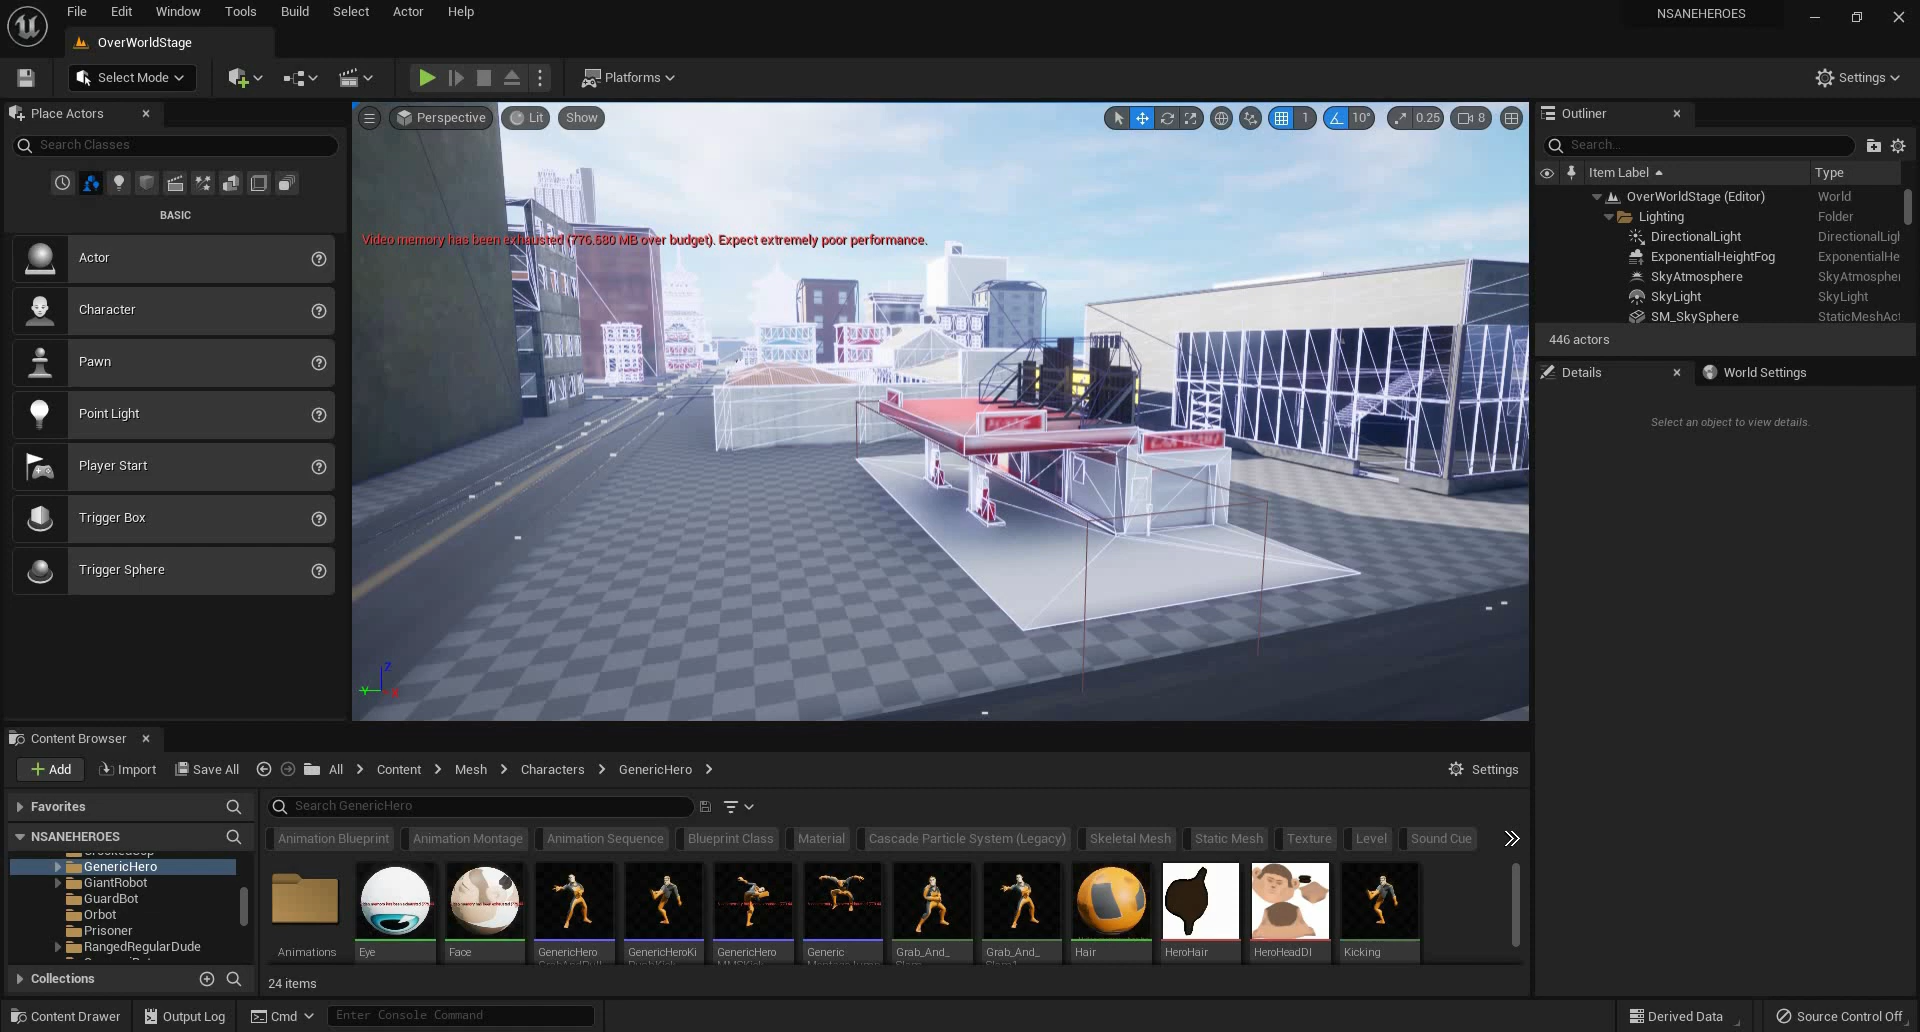 File Edit Window Tools Build Select Actor Help
NSANEHEROES
OverWorldStage
Select Mode
Platforms
Settings
Place Actors
Search Classes
BASIC
Actor
Character
Pawn
Point Light
Player Start
Trigger Box
Trigger Sphere
Perspective
Lit
Show
1
10°
0.25
8
Video memory has been exhausted (776.580 MB over budget). Expect extremely poor performance.
Z
Y
X
Outliner
Search...
Item Label Type
OverWorldStage (Editor) World
Lighting Folder
DirectionalLight DirectionalLigl
ExponentialHeightFog ExponentialHe
SkyAtmosphere SkyAtmospher
SkyLight SkyLight
SM_SkySphere StaticMeshAct
446 actors
Details
World Settings
Select an object to view details.
Content Browser
Add
Import
Save All
All > Content > Mesh > Characters > GenericHero >
Settings
Favorites
NSANEHEROES
GenericHero
GiantRobot
GuardBot
Orbot
Prisoner
RangedRegularDude
Collections
Search GenericHero
Animation Blueprint
Animation Montage
Animation Sequence
Blueprint Class
Material
Cascade Particle System (Legacy)
Skeletal Mesh
Static Mesh
Texture
Level
Sound Cue
Animations
Eye
Face
GenericHero
GenericHeroKi
GenericHero
Generic
Grab_And_
Grab_And_
Hair
HeroHair
HeroHeadDI
Kicking
24 items
Content Drawer
Output Log
Cmd
Enter Console Command
Derived Data
Source Control Off